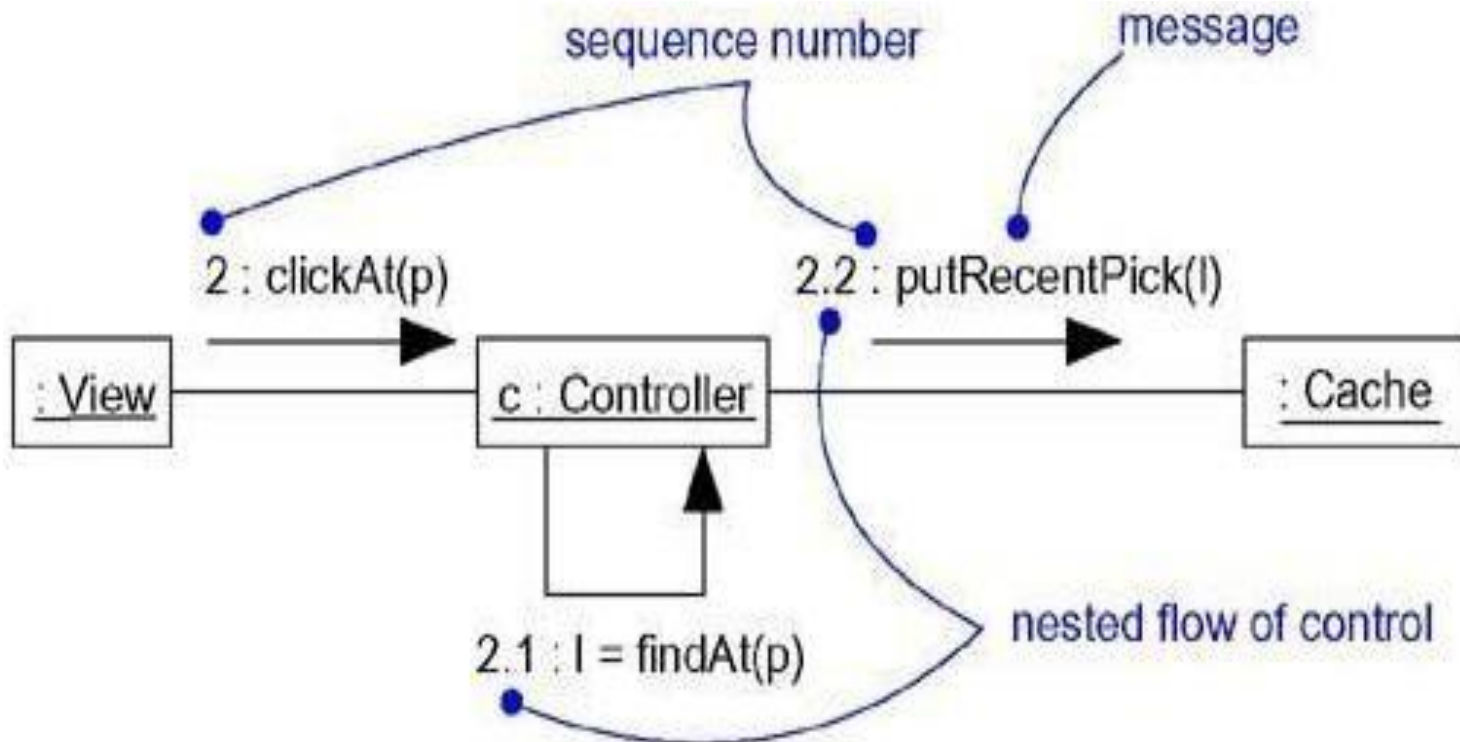 sequence number
message
2 : clickAt(p)
2.2 : putRecentPick(l)
: View
c : Controller
: Cache
2.1 : l = findAt(p)
nested flow of control